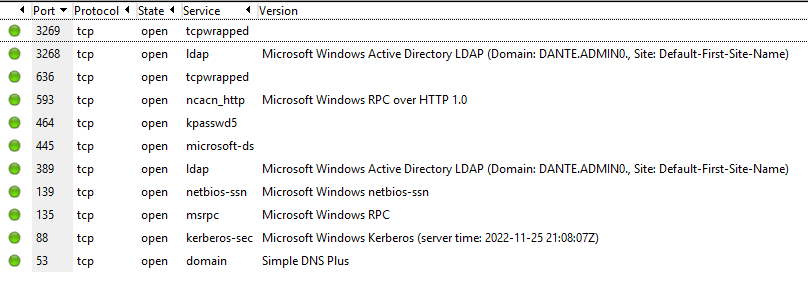 Port Protocol State Service Version
3269 tcp open tcpwrapped
3268 tcp open ldap Microsoft Windows Active Directory LDAP (Domain: DANTE.ADMIN0., Site: Default-First-Site-Name)
636 tcp open tcpwrapped
593 tcp open ncacn_http Microsoft Windows RPC over HTTP 1.0
464 tcp open kpasswd5
445 tcp open microsoft-ds
389 tcp open ldap Microsoft Windows Active Directory LDAP (Domain: DANTE.ADMIN0., Site: Default-First-Site-Name)
139 tcp open netbios-ssn Microsoft Windows netbios-ssn
135 tcp open msrpc Microsoft Windows RPC
88 tcp open kerberos-sec Microsoft Windows Kerberos (server time: 2022-11-25 21:08:07Z)
53 tcp open domain Simple DNS Plus